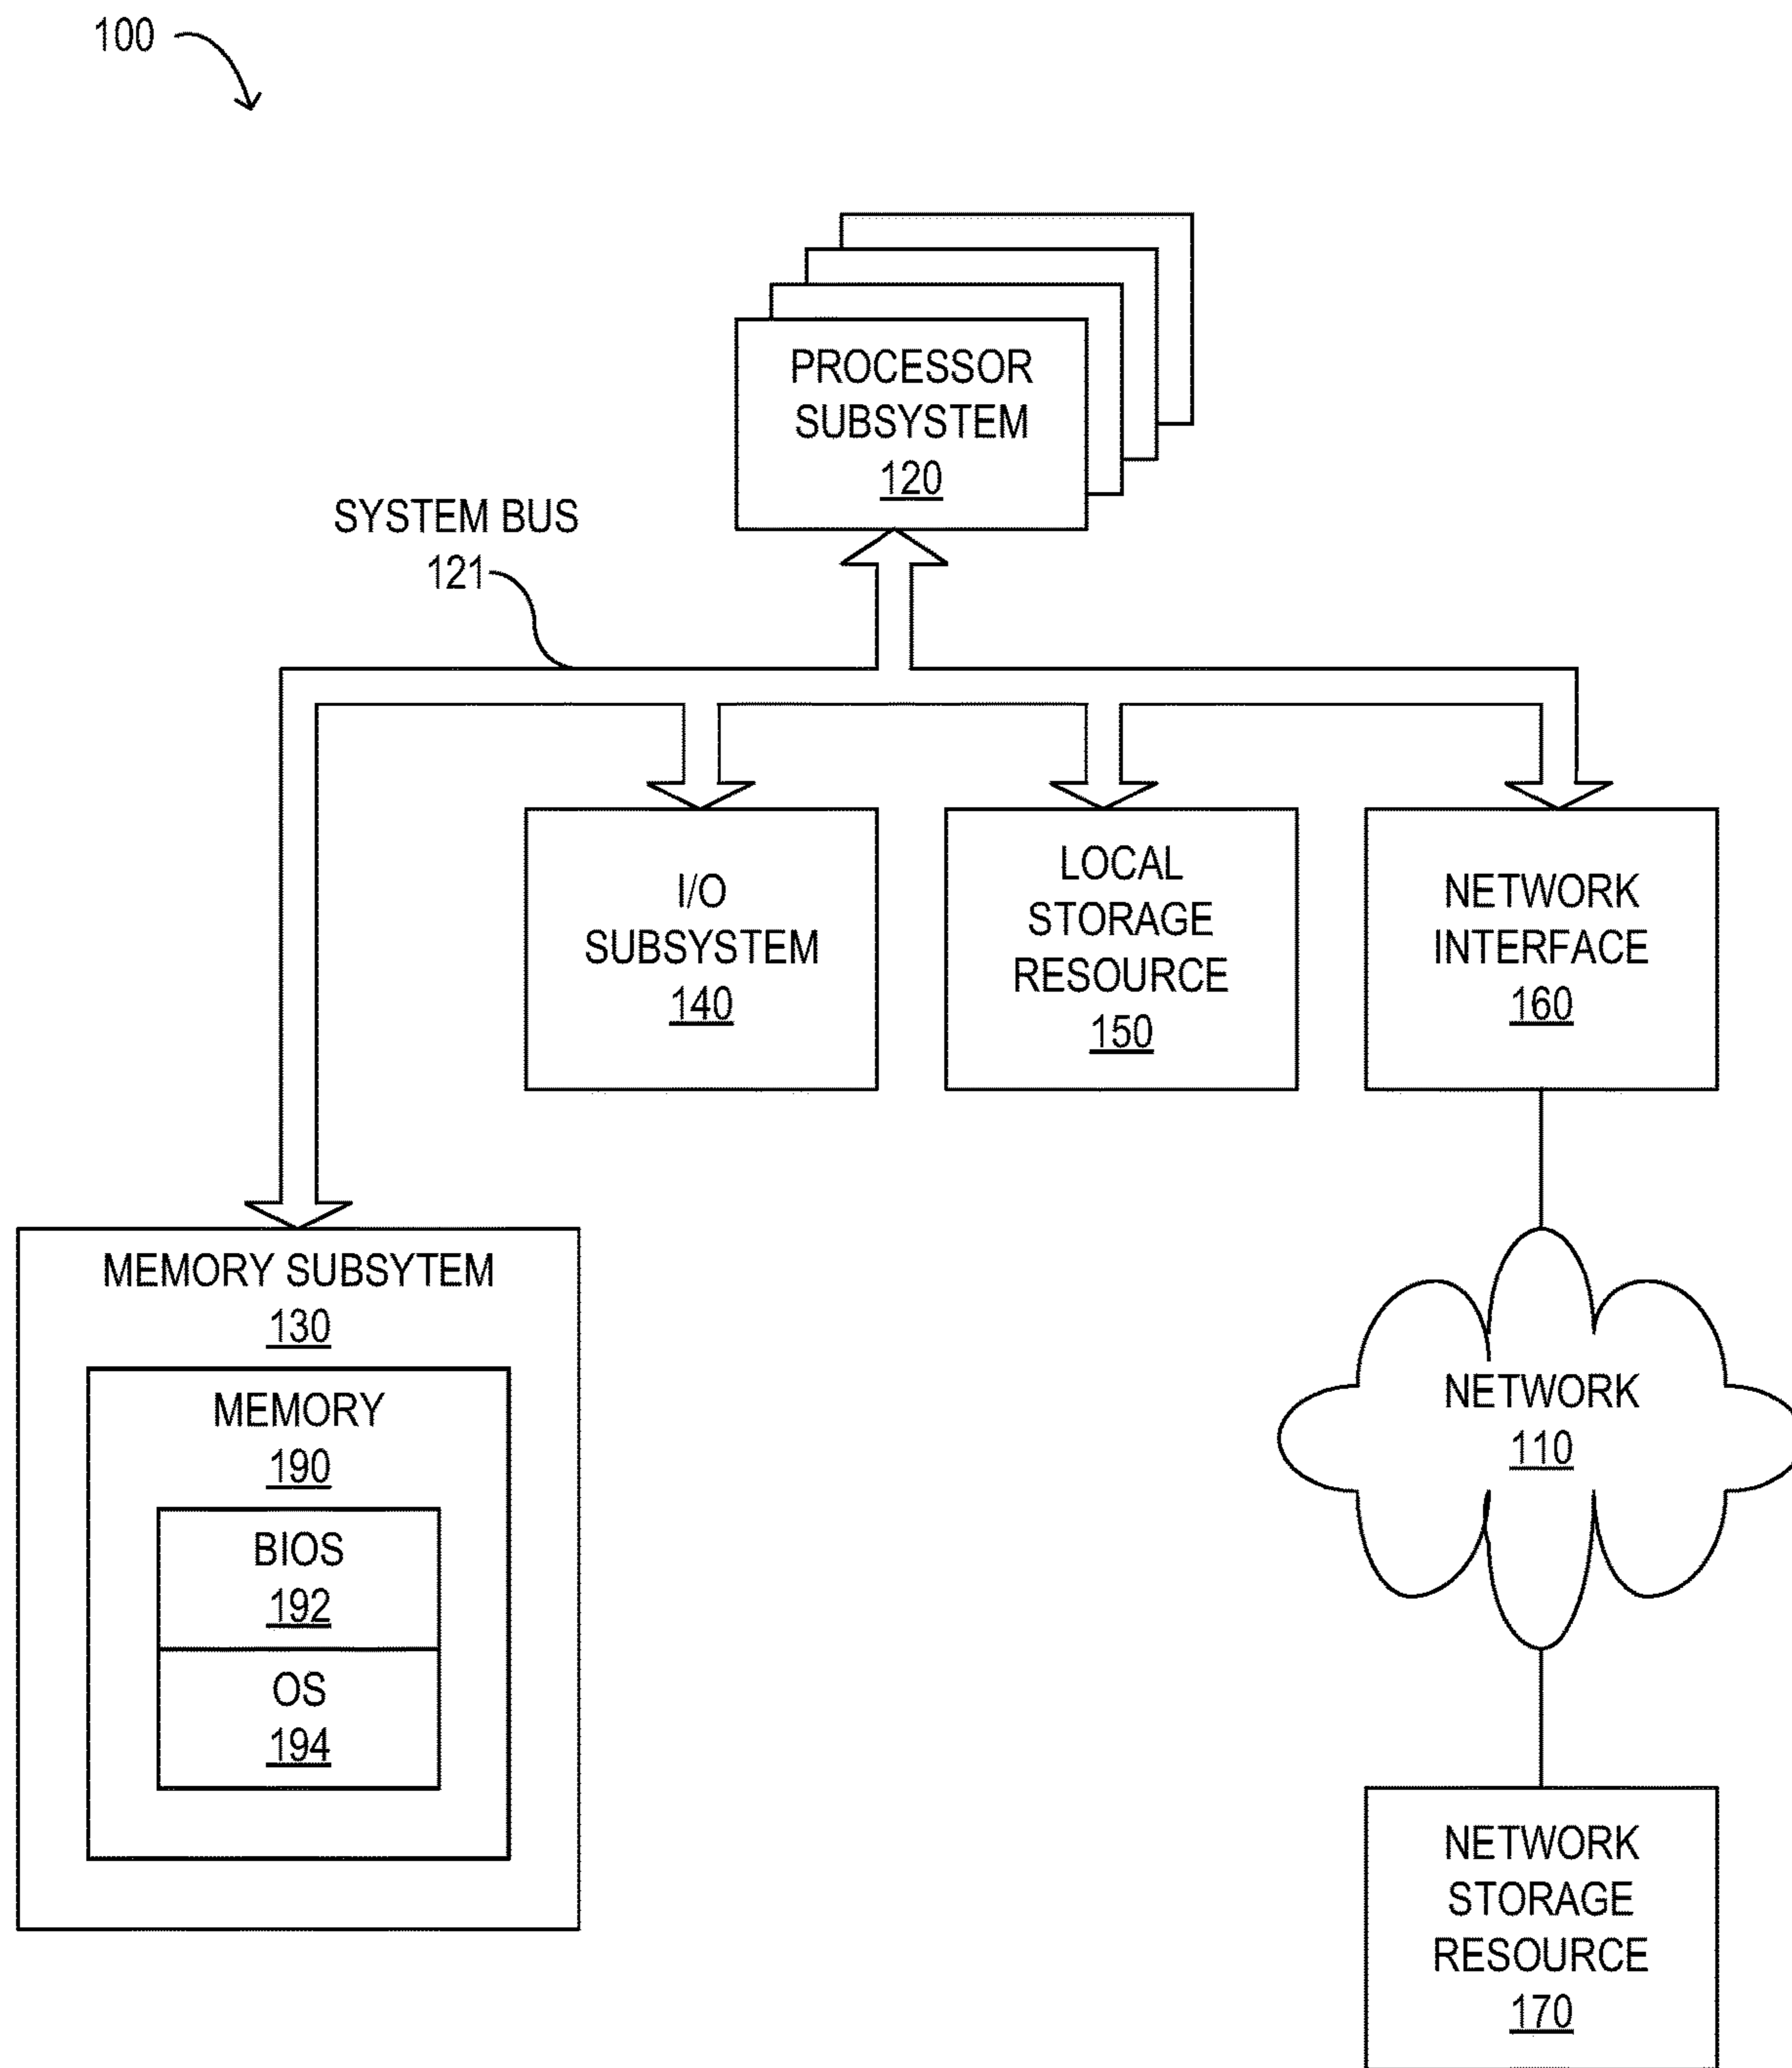 100
PROCESSOR
SUBSYSTEM
120
SYSTEM BUS
121
I/O
SUBSYSTEM
140
LOCAL
STORAGE
RESOURCE
150
NETWORK
INTERFACE
160
MEMORY SUBSYTEM
130
MEMORY
190
BIOS
192
OS
194
NETWORK
110
NETWORK
STORAGE
RESOURCE
170